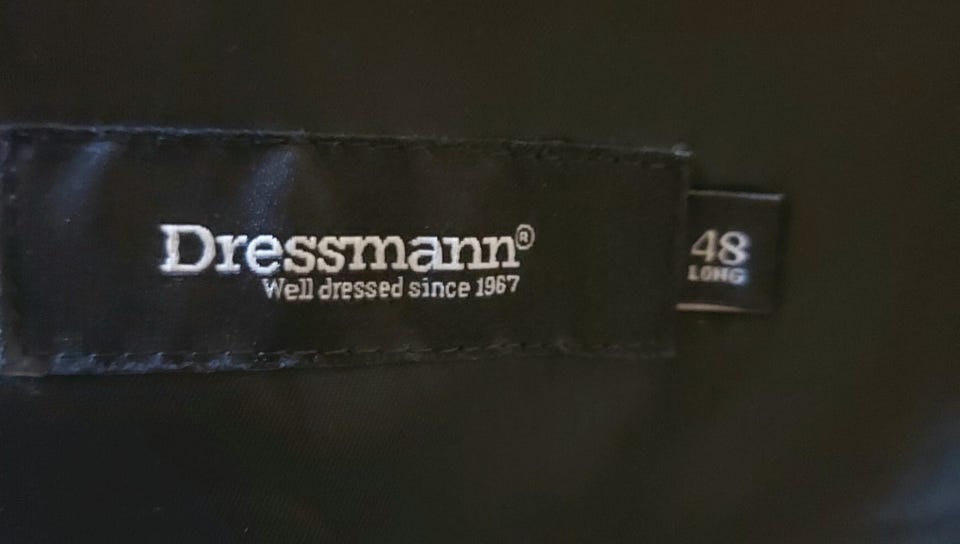 Dressmann®
Well dressed since 1967
48
LONG